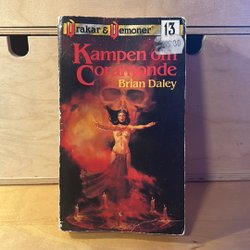 Drakar & Demoner 13
Kampen om
Coramonde
Brian Daley